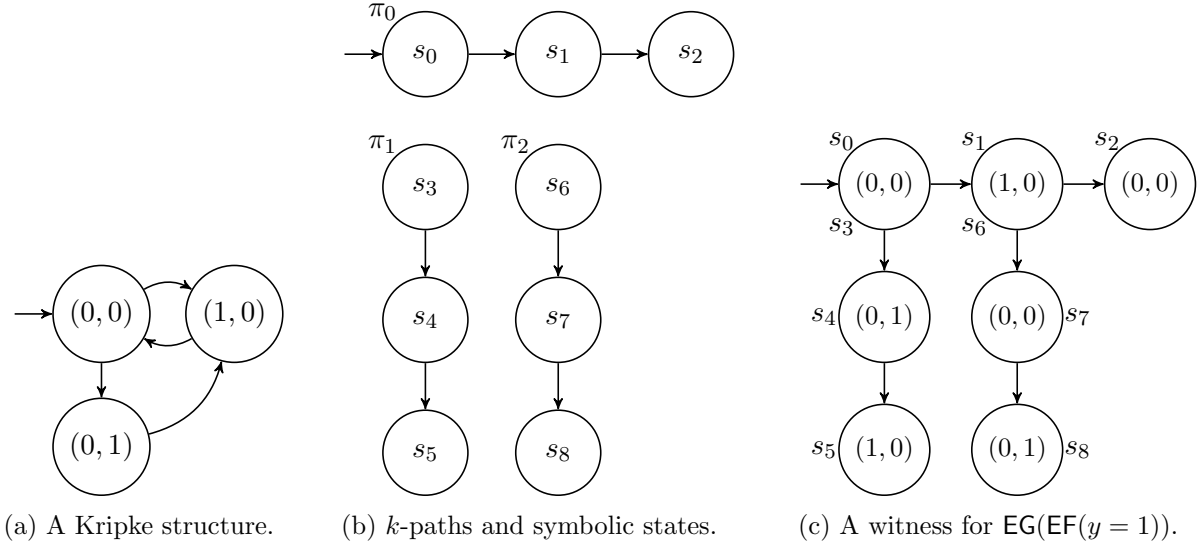 (0, 0)
(1, 0)
(0, 1)
(a) A Kripke structure.
π₀
s₀
s₁
s₂
π₁
π₂
s₃
s₆
s₄
s₇
s₅
s₈
(b) k-paths and symbolic states.
s₀
s₁
s₂
(0, 0)
(1, 0)
(0, 0)
s₃
s₆
s₄
(0, 1)
(0, 0)
s₇
s₅
(1, 0)
(0, 1)
s₈
(c) A witness for EG(EF(y = 1)).